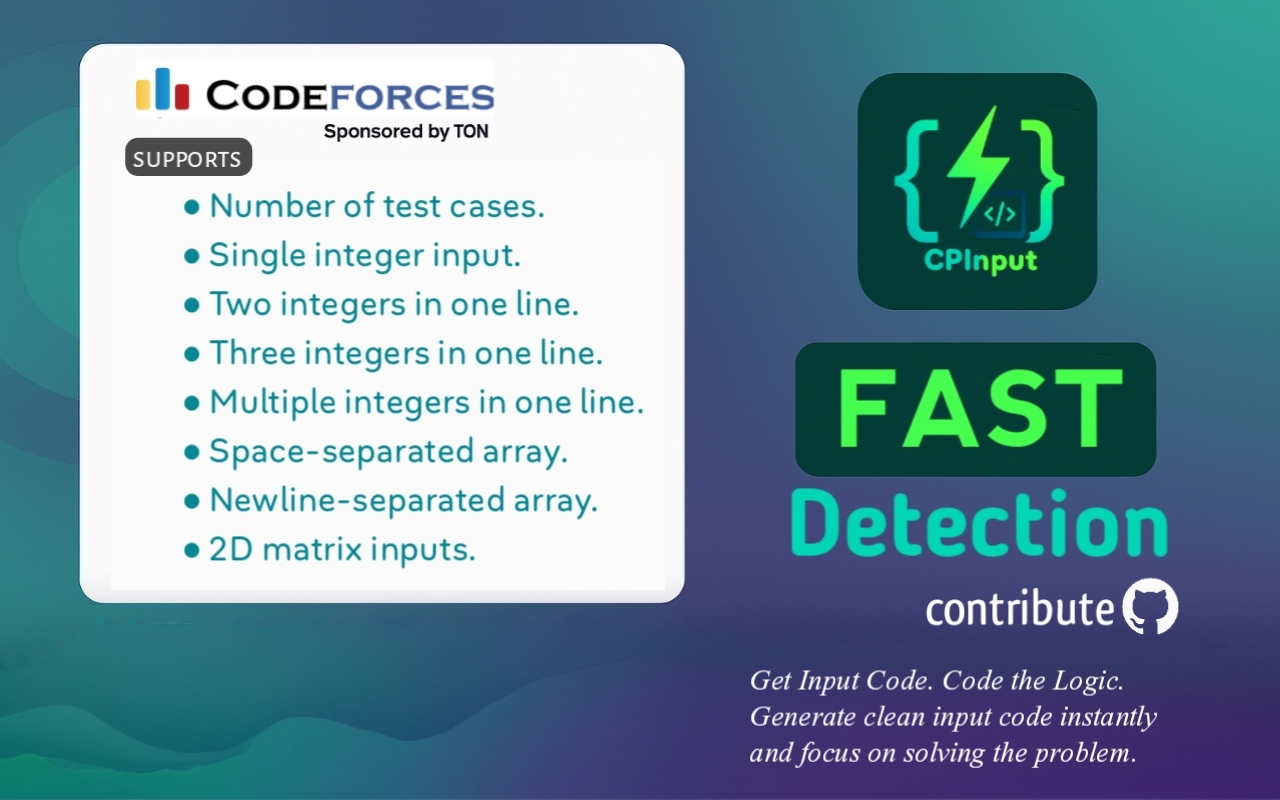 CODEFORCES
Sponsored by TON
SUPPORTS
• Number of test cases.
• Single integer input.
• Two integers in one line.
• Three integers in one line.
• Multiple integers in one line.
• Space-separated array.
• Newline-separated array.
• 2D matrix inputs.
{ </> }
CPInput
FAST
Detection
contribute
Get Input Code. Code the Logic.
Generate clean input code instantly
and focus on solving the problem.